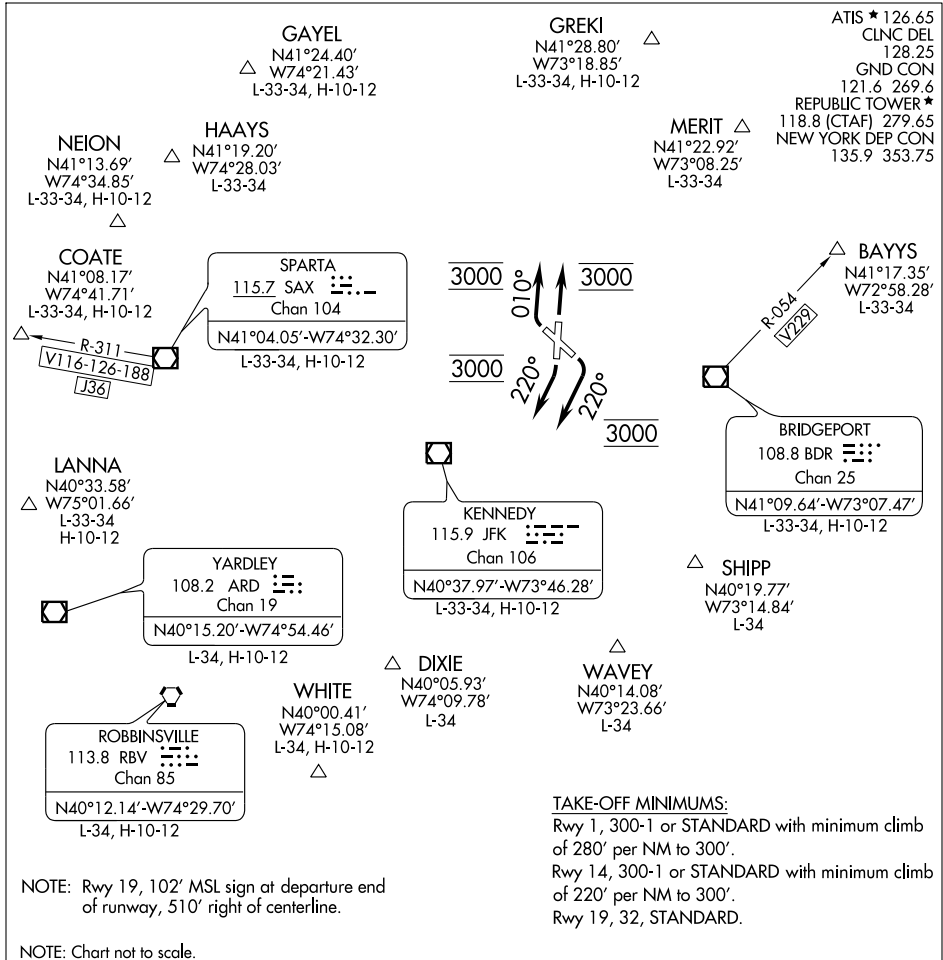 GAYEL
N41°24.40′
W74°21.43′
L-33-34, H-10-12
GREKI
N41°28.80′
W73°18.85′
L-33-34, H-10-12
ATIS ★ 126.65
CLNC DEL
128.25
GND CON
121.6 269.6
REPUBLIC TOWER ★
118.8 (CTAF) 279.65
NEW YORK DEP CON
135.9 353.75
NEION
N41°13.69′
W74°34.85′
L-33-34, H-10-12
HAAYS
N41°19.20′
W74°28.03′
L-33-34
MERIT
N41°22.92′
W73°08.25′
L-33-34
COATE
N41°08.17′
W74°41.71′
L-33-34, H-10-12
SPARTA
115.7 SAX
Chan 104
N41°04.05′-W74°32.30′
L-33-34, H-10-12
R-311
V116-126-188
J36
3000
010°
3000
3000
220°
220°
3000
BAYYS
N41°17.35′
W72°58.28′
L-33-34
R-054
V229
BRIDGEPORT
108.8 BDR
Chan 25
N41°09.64′-W73°07.47′
L-33-34, H-10-12
LANNA
N40°33.58′
W75°01.66′
L-33-34
H-10-12
KENNEDY
115.9 JFK
Chan 106
N40°37.97′-W73°46.28′
L-33-34, H-10-12
YARDLEY
108.2 ARD
Chan 19
N40°15.20′-W74°54.46′
L-34, H-10-12
SHIPP
N40°19.77′
W73°14.84′
L-34
DIXIE
N40°05.93′
W74°09.78′
L-34
WAVEY
N40°14.08′
W73°23.66′
L-34
WHITE
N40°00.41′
W74°15.08′
L-34, H-10-12
ROBBINSVILLE
113.8 RBV
Chan 85
N40°12.14′-W74°29.70′
L-34, H-10-12
TAKE-OFF MINIMUMS:
Rwy 1, 300-1 or STANDARD with minimum climb
of 280′ per NM to 300′.
Rwy 14, 300-1 or STANDARD with minimum climb
of 220′ per NM to 300′.
Rwy 19, 32, STANDARD.
NOTE: Rwy 19, 102′ MSL sign at departure end
of runway, 510′ right of centerline.
NOTE: Chart not to scale.